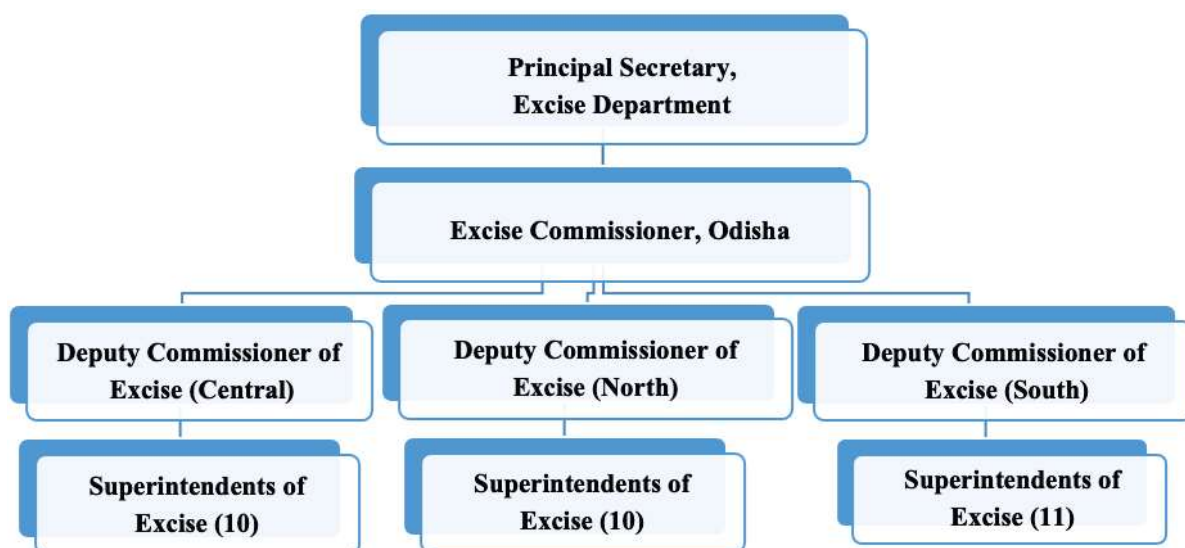 Principal Secretary,
Excise Department
Excise Commissioner, Odisha
Deputy Commissioner of
Excise (Central)
Deputy Commissioner of
Excise (North)
Deputy Commissioner of
Excise (South)
Superintendents of
Excise (10)
Superintendents of
Excise (10)
Superintendents of
Excise (11)